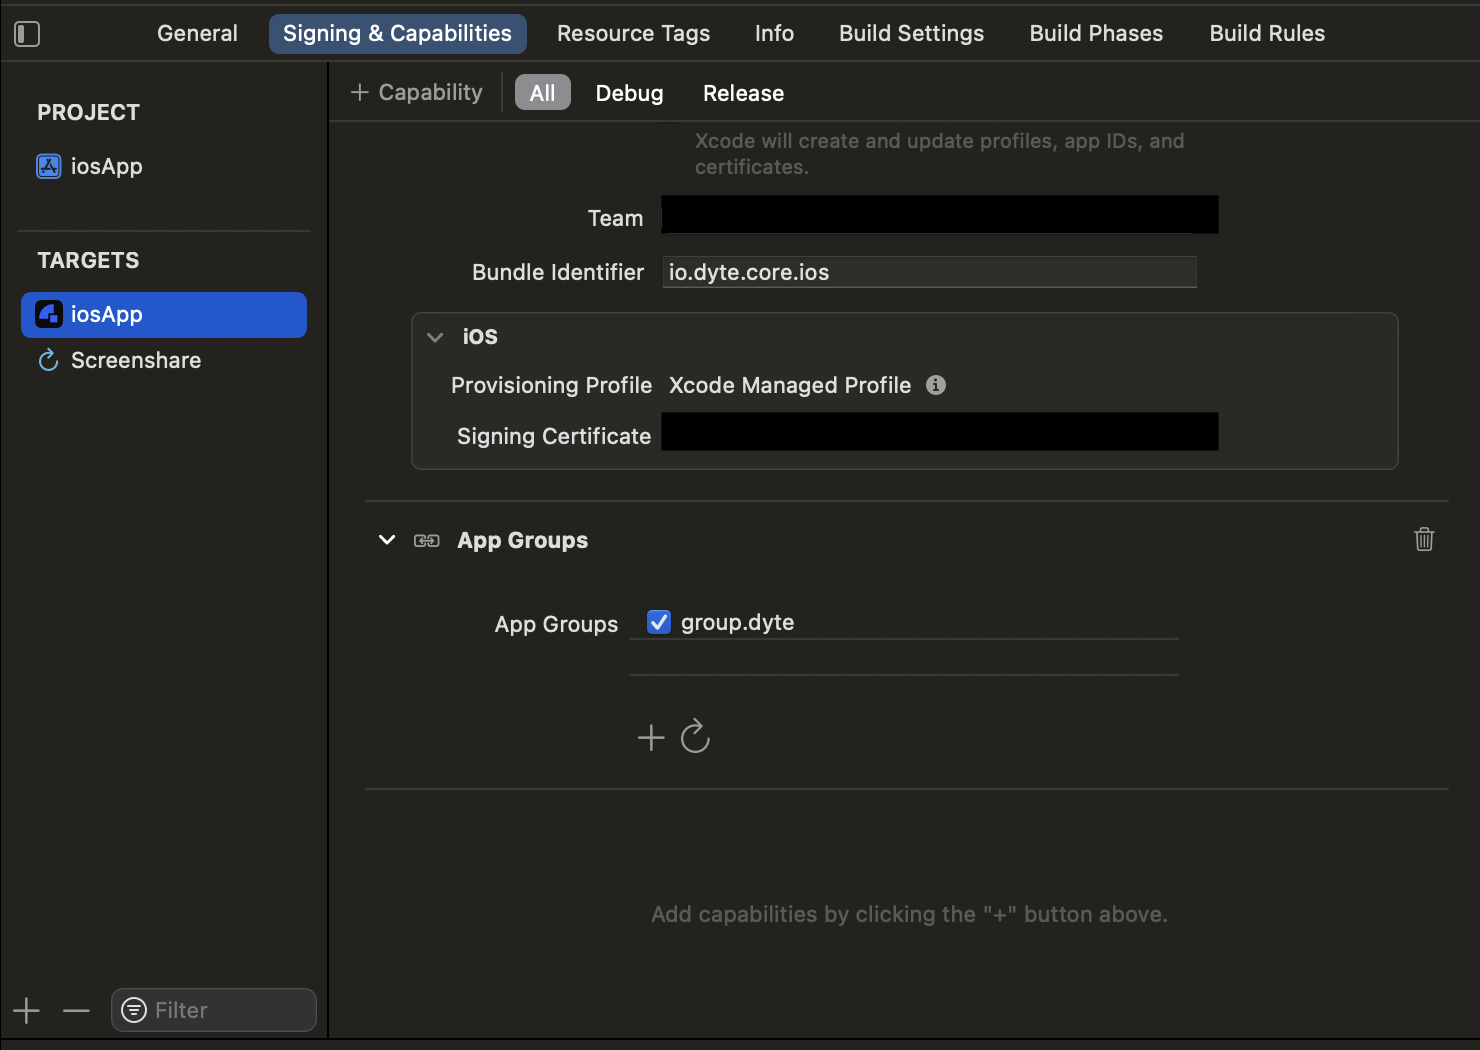 General Signing & Capabilities Resource Tags Info Build Settings Build Phases Build Rules
PROJECT
iosApp
TARGETS
iosApp
Screenshare
Filter
+ Capability All Debug Release
Xcode will create and update profiles, app IDs, and
certificates.
Team
Bundle Identifier io.dyte.core.ios
iOS
Provisioning Profile Xcode Managed Profile
Signing Certificate
App Groups
App Groups group.dyte
Add capabilities by clicking the "+" button above.